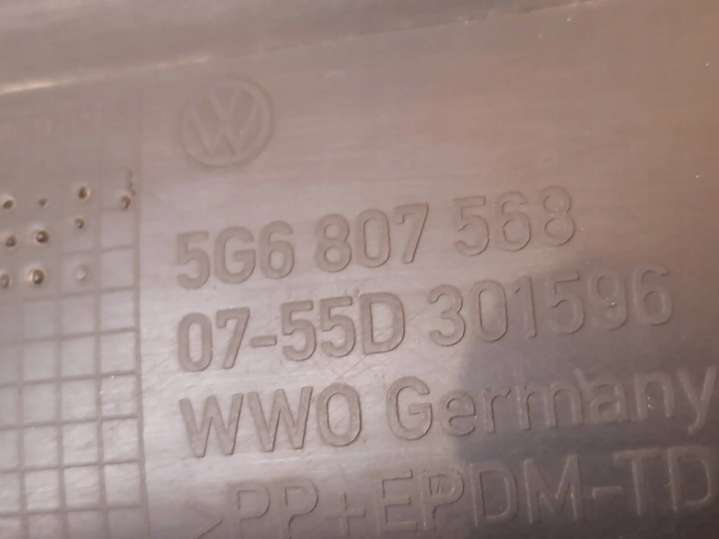 5G6 807 568
07-55D 301596
WWO Germany
>PP+EPDM-TD